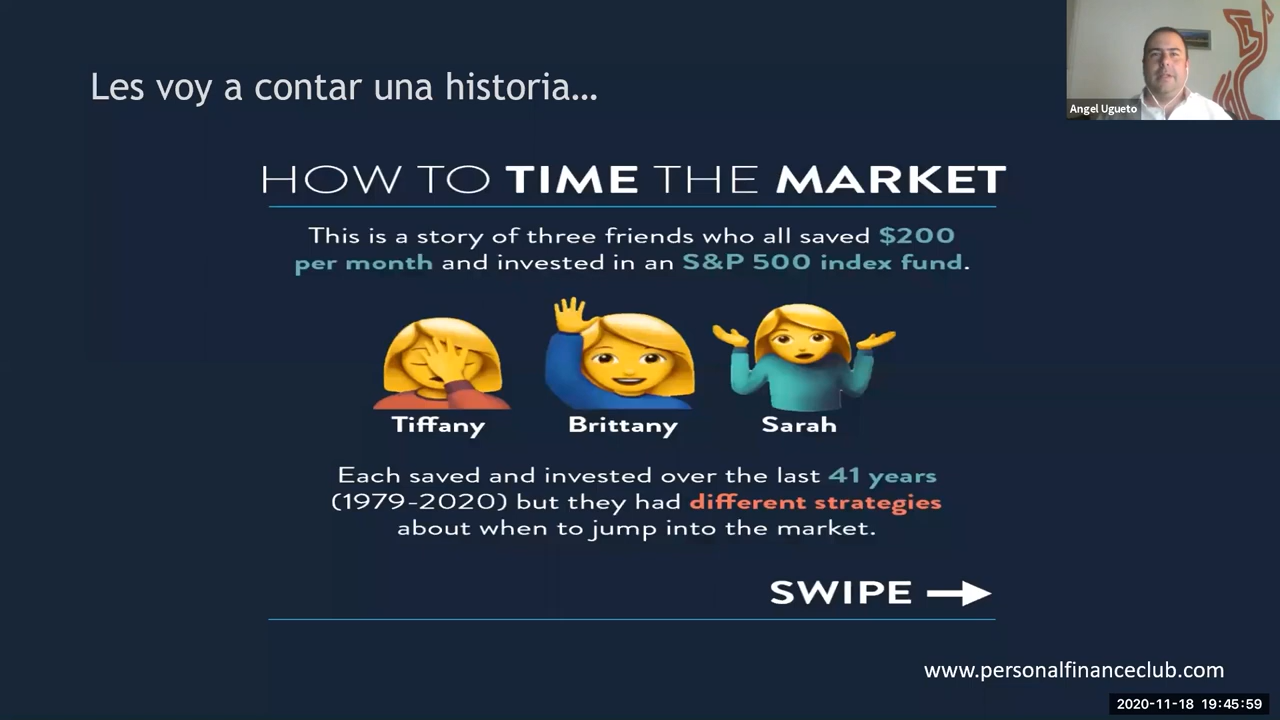 Les voy a contar una historia...
Angel Ugueto
HOW TO TIME THE MARKET
This is a story of three friends who all saved $200
per month and invested in an S&P 500 index fund.
Tiffany
Brittany
Sarah
Each saved and invested over the last 41 years
(1979-2020) but they had different strategies
about when to jump into the market.
SWIPE
www.personalfinanceclub.com
2020-11-18 19:45:59